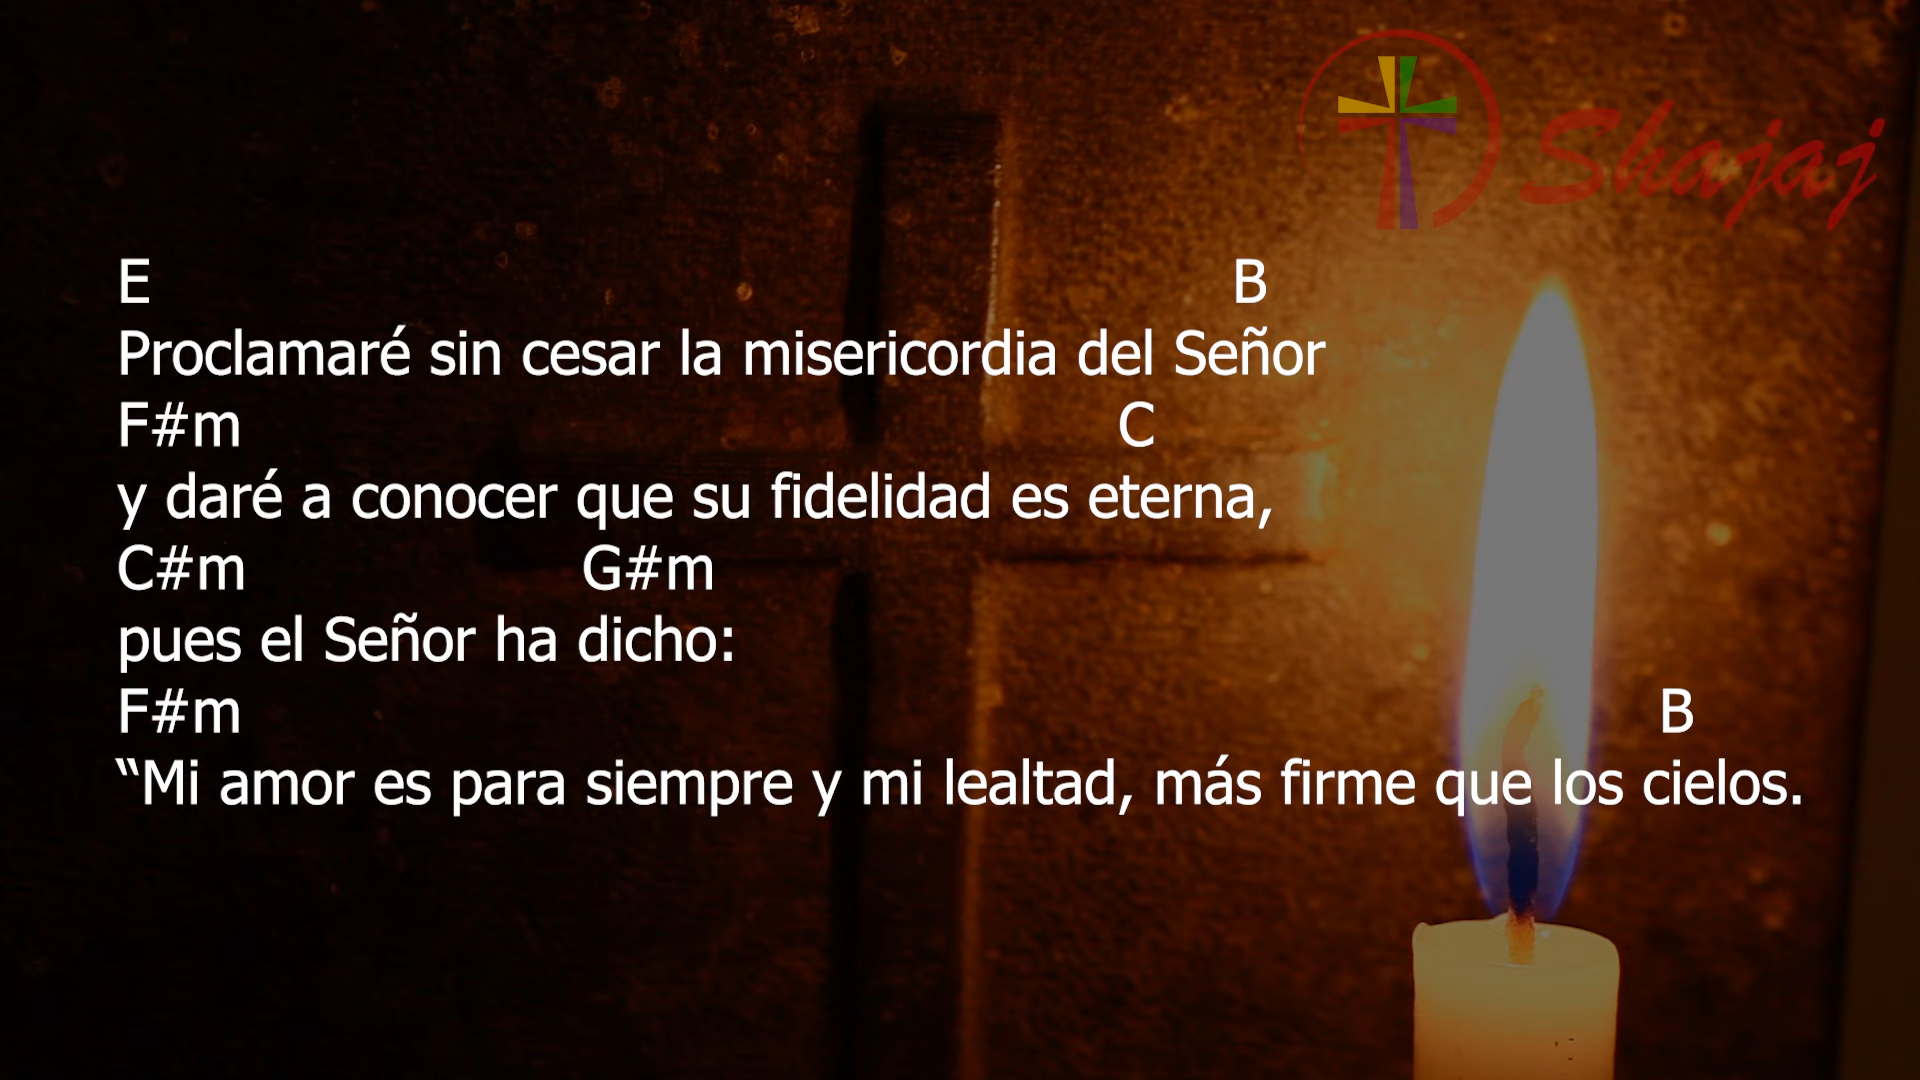 Shajaj
E B
Proclamaré sin cesar la misericordia del Señor
F#m C
y daré a conocer que su fidelidad es eterna,
C#m G#m
pues el Señor ha dicho:
F#m B
“Mi amor es para siempre y mi lealtad, más firme que los cielos.